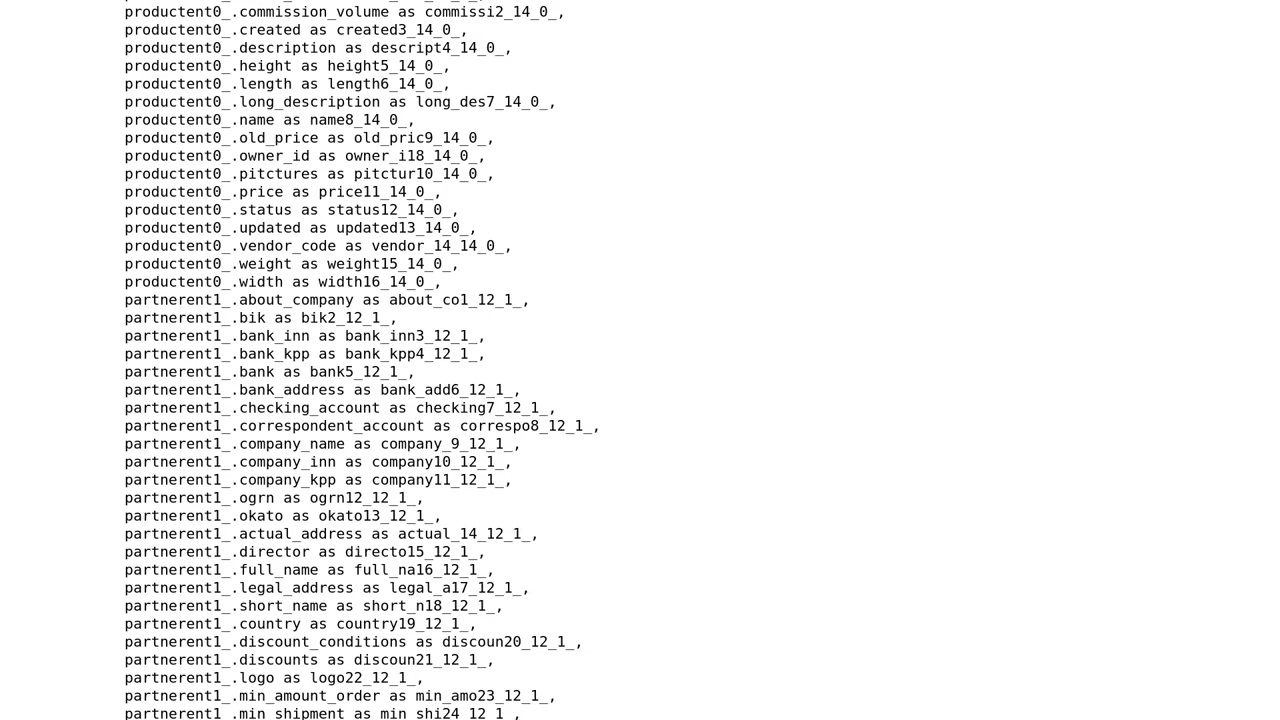 productent0_.commission_volume as commissi2_14_0_,
productent0_.created as created3_14_0_,
productent0_.description as descript4_14_0_,
productent0_.height as height5_14_0_,
productent0_.length as length6_14_0_,
productent0_.long_description as long_des7_14_0_,
productent0_.name as name8_14_0_,
productent0_.old_price as old_pric9_14_0_,
productent0_.owner_id as owner_i18_14_0_,
productent0_.pitctures as pitctur10_14_0_,
productent0_.price as price11_14_0_,
productent0_.status as status12_14_0_,
productent0_.updated as updated13_14_0_,
productent0_.vendor_code as vendor_14_14_0_,
productent0_.weight as weight15_14_0_,
productent0_.width as width16_14_0_,
partnerent1_.about_company as about_co1_12_1_,
partnerent1_.bik as bik2_12_1_,
partnerent1_.bank_inn as bank_inn3_12_1_,
partnerent1_.bank_kpp as bank_kpp4_12_1_,
partnerent1_.bank as bank5_12_1_,
partnerent1_.bank_address as bank_add6_12_1_,
partnerent1_.checking_account as checking7_12_1_,
partnerent1_.correspondent_account as correspo8_12_1_,
partnerent1_.company_name as company_9_12_1_,
partnerent1_.company_inn as company10_12_1_,
partnerent1_.company_kpp as company11_12_1_,
partnerent1_.ogrn as ogrn12_12_1_,
partnerent1_.okato as okato13_12_1_,
partnerent1_.actual_address as actual_14_12_1_,
partnerent1_.director as directo15_12_1_,
partnerent1_.full_name as full_na16_12_1_,
partnerent1_.legal_address as legal_a17_12_1_,
partnerent1_.short_name as short_n18_12_1_,
partnerent1_.country as country19_12_1_,
partnerent1_.discount_conditions as discoun20_12_1_,
partnerent1_.discounts as discoun21_12_1_,
partnerent1_.logo as logo22_12_1_,
partnerent1_.min_amount_order as min_amo23_12_1_,
partnerent1_.min_shipment as min_shi24_12_1_,